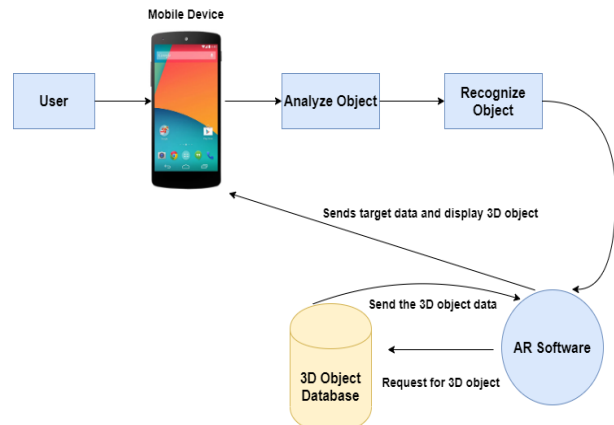 Mobile Device
User
Analyze Object
Recognize
Object
Sends target data and display 3D object
Send the 3D object data
AR Software
3D Object
Database
Request for 3D object